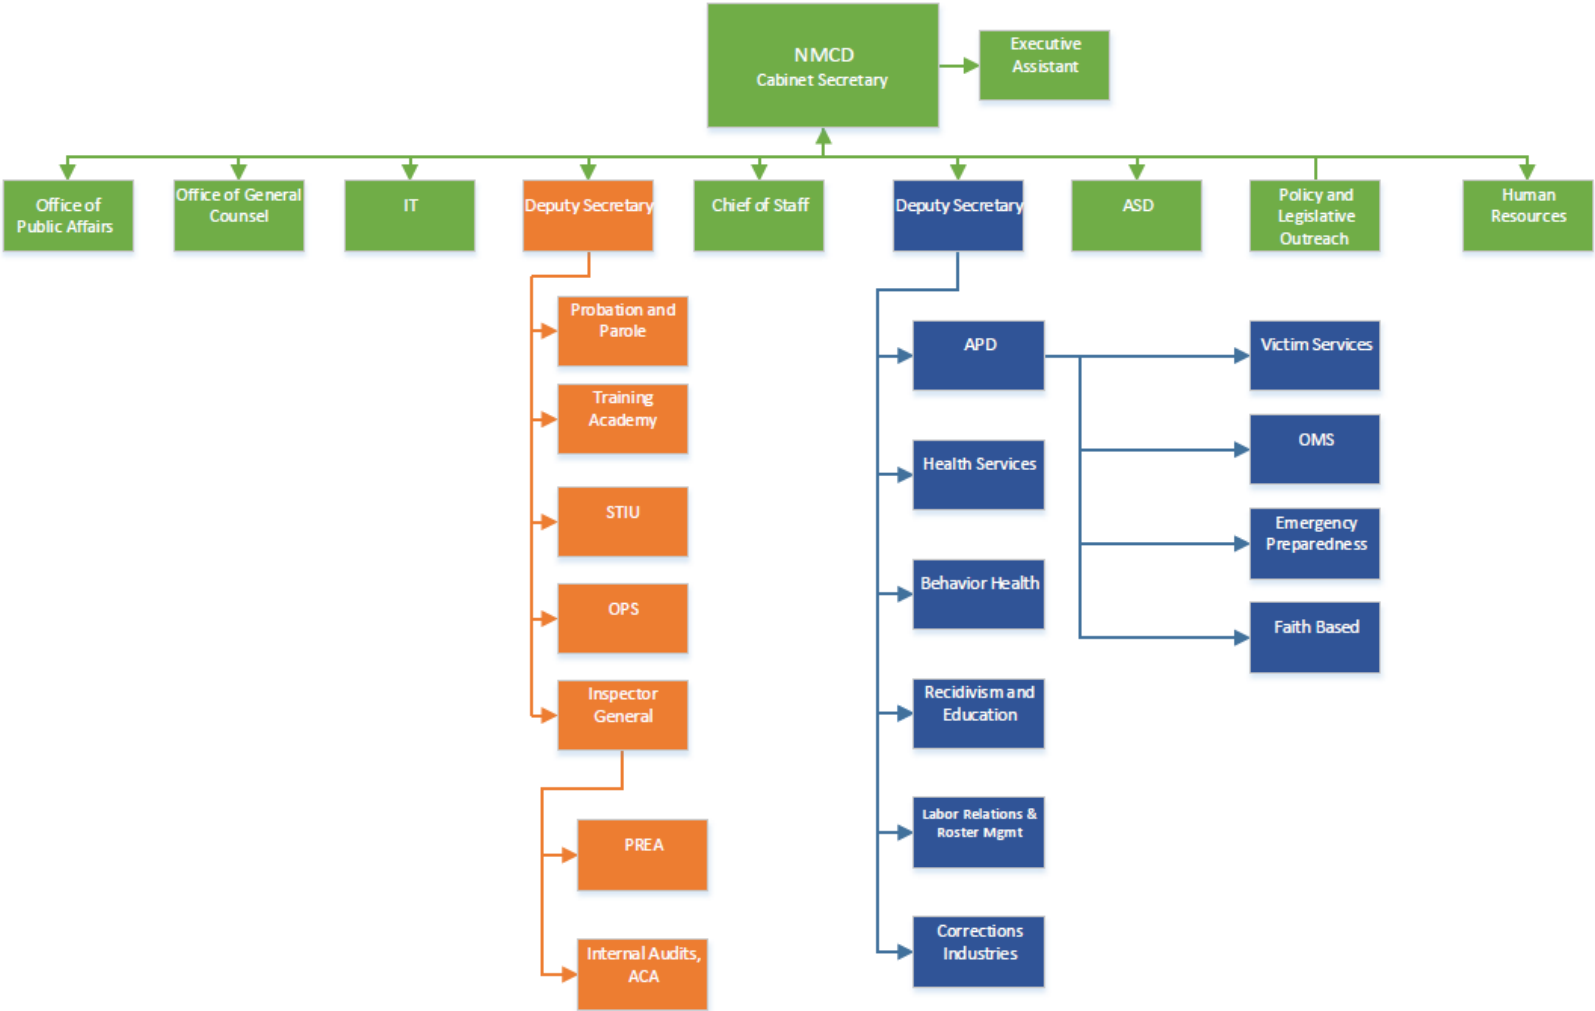 NMCD
Cabinet Secretary
Executive
Assistant
Office of
Public Affairs
Office of General
Counsel
IT
Deputy Secretary
Chief of Staff
Deputy Secretary
ASD
Policy and
Legislative
Outreach
Human
Resources
Probation and
Parole
Training
Academy
STIU
OPS
Inspector
General
PREA
Internal Audits,
ACA
APD
Health Services
Behavior Health
Recidivism and
Education
Labor Relations &
Roster Mgmt
Corrections
Industries
Victim Services
OMS
Emergency
Preparedness
Faith Based